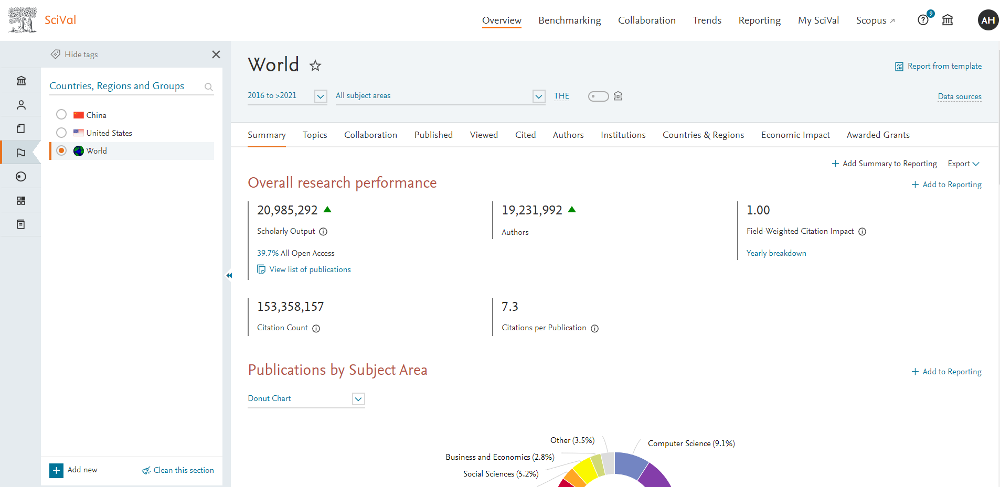 SciVal
Overview
Benchmarking
Collaboration
Trends
Reporting
My SciVal
Scopus
9
AH
Hide tags
Countries, Regions and Groups
China
United States
World
Add new
Clean this section
World
Report from template
2016 to >2021
All subject areas
THE
Data sources
Summary
Topics
Collaboration
Published
Viewed
Cited
Authors
Institutions
Countries & Regions
Economic Impact
Awarded Grants
Add Summary to Reporting
Export
Overall research performance
Add to Reporting
20,985,292
Scholarly Output
39.7% All Open Access
View list of publications
19,231,992
Authors
1.00
Field-Weighted Citation Impact
Yearly breakdown
153,358,157
Citation Count
7.3
Citations per Publication
Publications by Subject Area
Add to Reporting
Donut Chart
Other (3.5%)
Computer Science (9.1%)
Business and Economics (2.8%)
Social Sciences (5.2%)